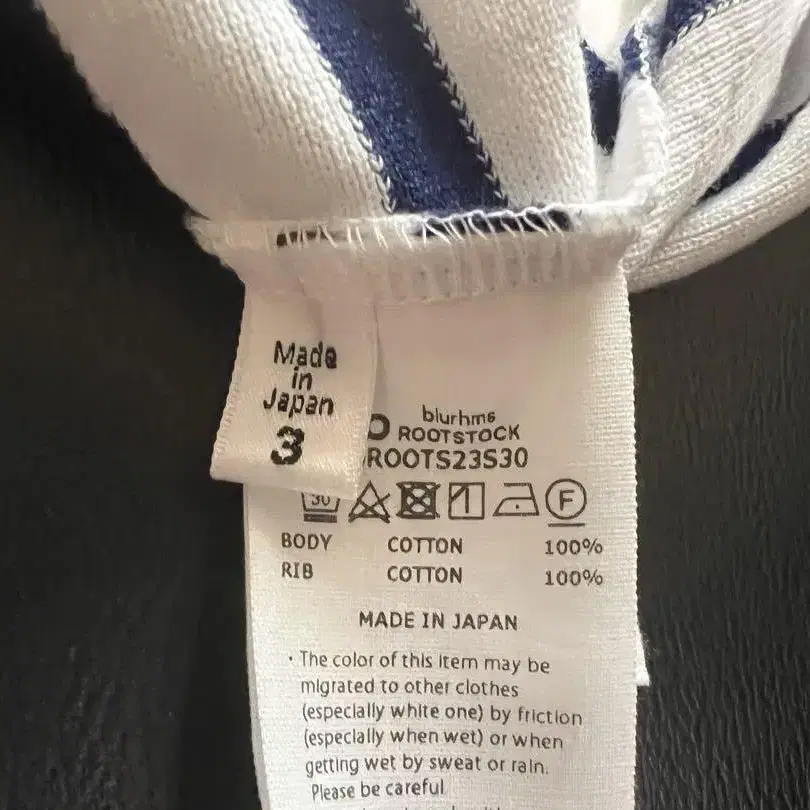 Made
in
Japan
3
blurhms
ROOTSTOCK
ROOTS23S30
30
F
BODY COTTON 100%
RIB COTTON 100%
MADE IN JAPAN
・The color of this item may be
migrated to other clothes
(especially white one) by friction
(especially when wet) or when
getting wet by sweat or rain.
Please be careful